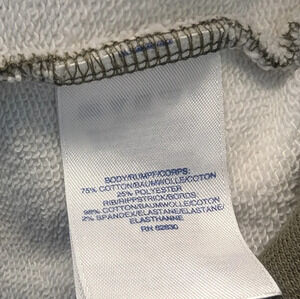 BODY/RUMPF/CORPS:
75% COTTON/BAUMWOLLE/COTON
25% POLYESTER
RIB/RIPPSTRICK/BORDS:
98% COTTON/BAUMWOLLE/COTON
2% SPANDEX/ELASTANE/ELASTANE/
ELASTHANNE
RN 62830